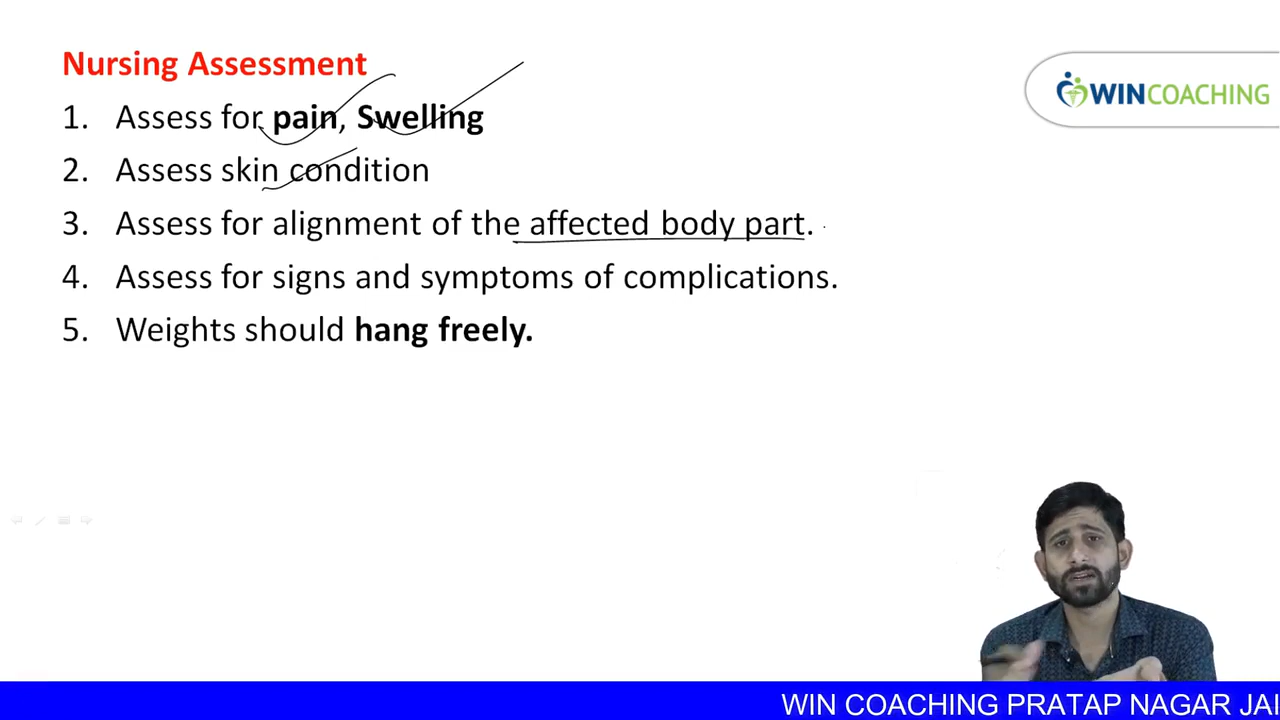 Nursing Assessment
WINCOACHING
1. Assess for pain, Swelling
2. Assess skin condition
3. Assess for alignment of the affected body part.
4. Assess for signs and symptoms of complications.
5. Weights should hang freely.
WIN COACHING PRATAP NAGAR JAI